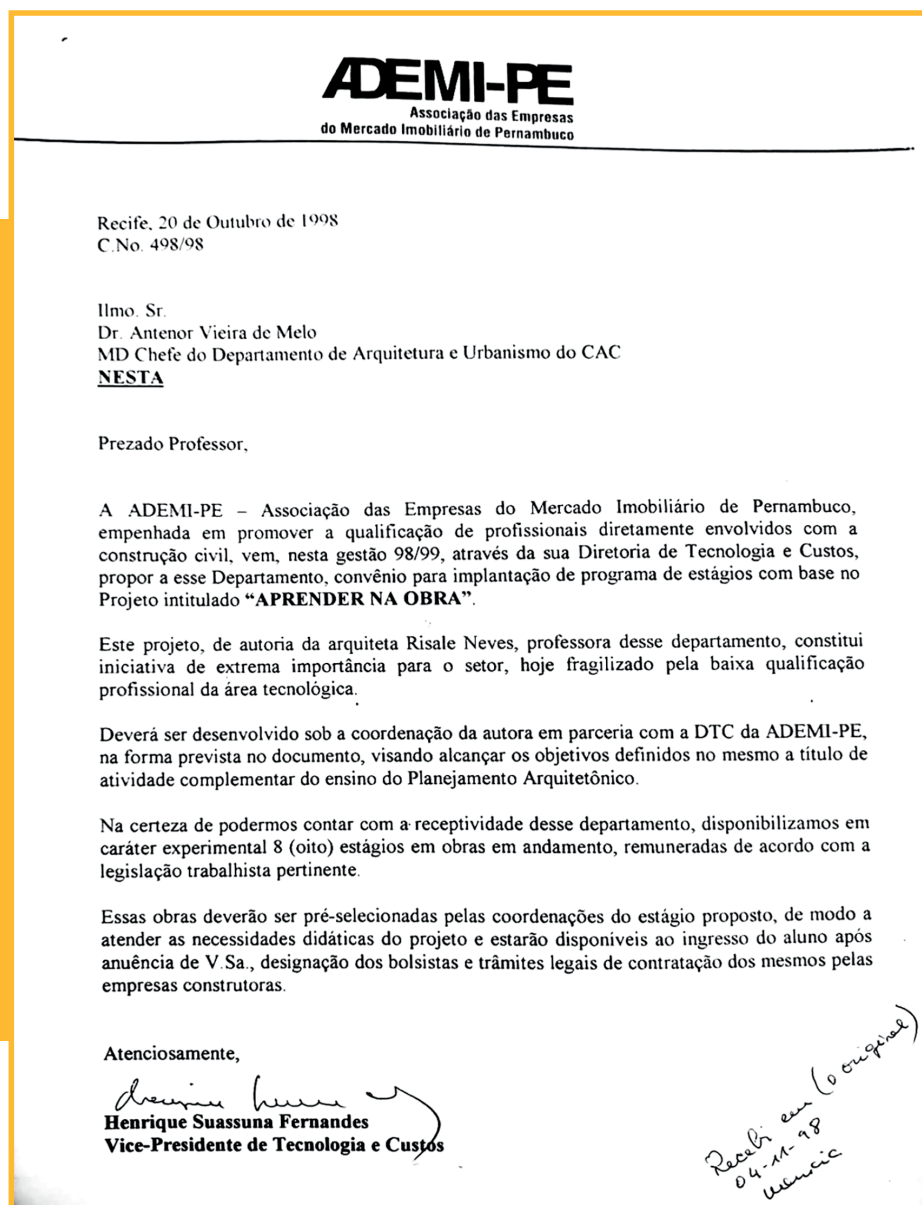 ADEMI-PE
Associação das Empresas
do Mercado Imobiliário de Pernambuco
Recife, 20 de Outubro de 1998
C.No. 498/98
Ilmo. Sr.
Dr. Antenor Vieira de Melo
MD Chefe do Departamento de Arquitetura e Urbanismo do CAC
NESTA
Prezado Professor,
A ADEMI-PE – Associação das Empresas do Mercado Imobiliário de Pernambuco,
empenhada em promover a qualificação de profissionais diretamente envolvidos com a
construção civil, vem, nesta gestão 98/99, através da sua Diretoria de Tecnologia e Custos,
propor a esse Departamento, convênio para implantação de programa de estágios com base no
Projeto intitulado “APRENDER NA OBRA”.
Este projeto, de autoria da arquiteta Risale Neves, professora desse departamento, constitui
iniciativa de extrema importância para o setor, hoje fragilizado pela baixa qualificação
profissional da área tecnológica.
Deverá ser desenvolvido sob a coordenação da autora em parceria com a DTC da ADEMI-PE,
na forma prevista no documento, visando alcançar os objetivos definidos no mesmo a título de
atividade complementar do ensino do Planejamento Arquitetônico.
Na certeza de podermos contar com a receptividade desse departamento, disponibilizamos em
caráter experimental 8 (oito) estágios em obras em andamento, remuneradas de acordo com a
legislação trabalhista pertinente.
Essas obras deverão ser pré-selecionadas pelas coordenações do estágio proposto, de modo a
atender as necessidades didáticas do projeto e estarão disponíveis ao ingresso do aluno após
anuência de V.Sa., designação dos bolsistas e trâmites legais de contratação dos mesmos pelas
empresas construtoras.
Atenciosamente,
Henrique Suassuna Fernandes
Vice-Presidente de Tecnologia e Custos
Recebi em (o original)
04-11-98